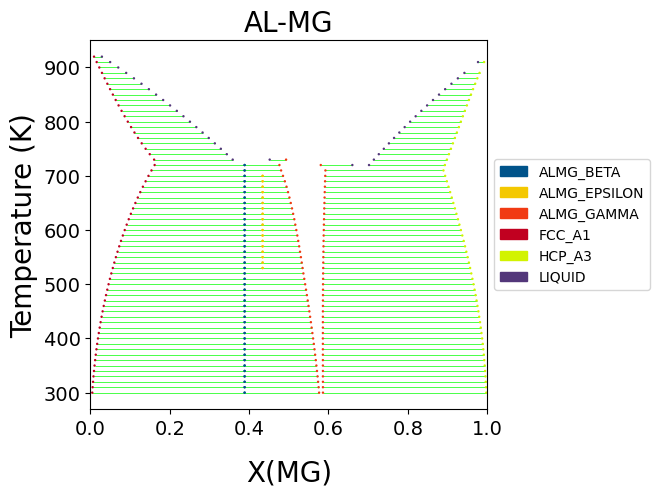 AL-MG
Temperature (K)
900
800
700
600
500
400
300
0.0 0.2 0.4 0.6 0.8 1.0
X(MG)
ALMG_BETA
ALMG_EPSILON
ALMG_GAMMA
FCC_A1
HCP_A3
LIQUID